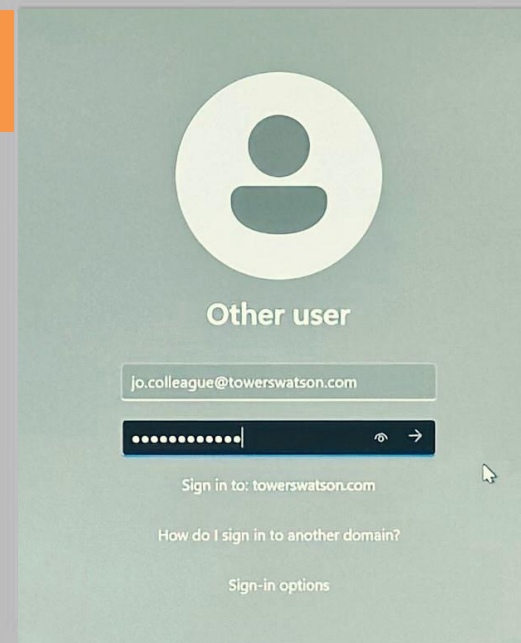 Other user
jo.colleague@towerswatson.com
••••••••••••
Sign in to: towerswatson.com
How do I sign in to another domain?
Sign-in options